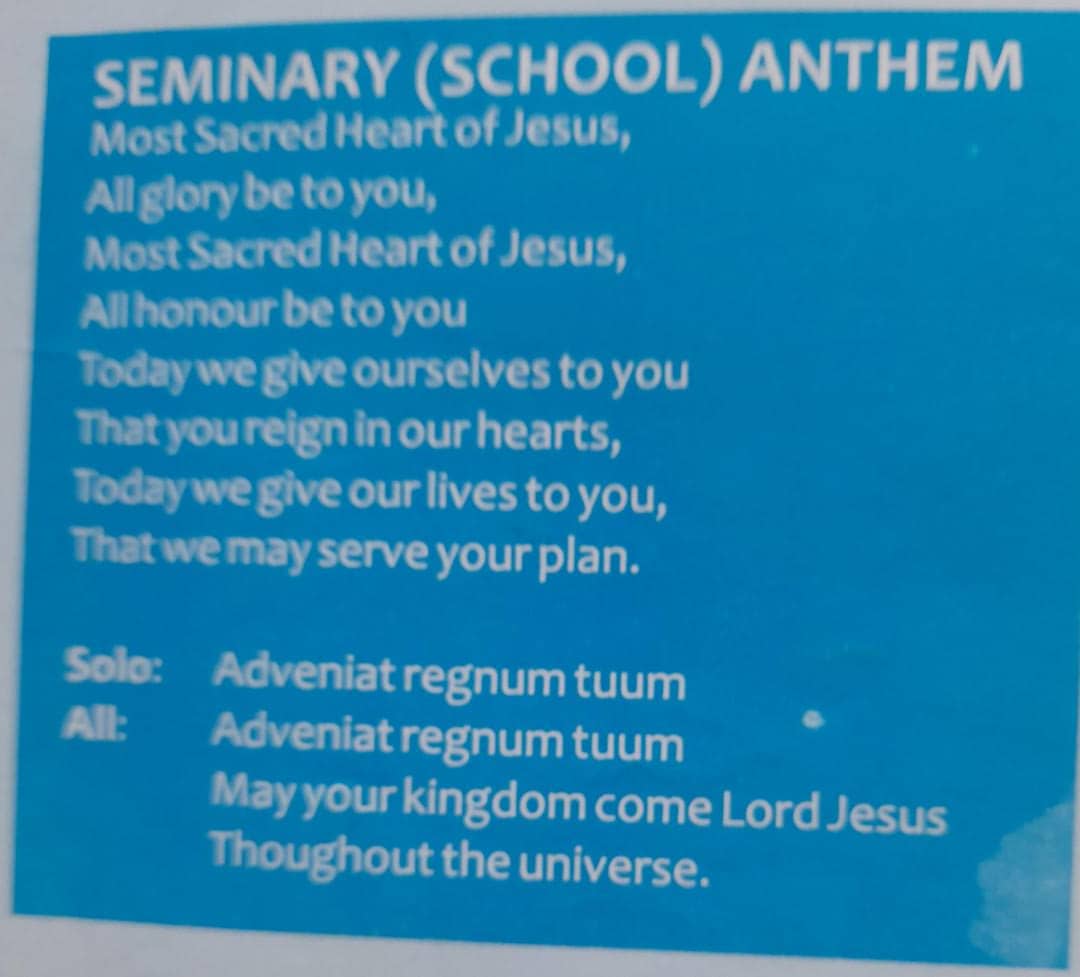 SEMINARY (SCHOOL) ANTHEM
Most Sacred Heart of Jesus,
All glory be to you,
Most Sacred Heart of Jesus,
All honour be to you
Today we give ourselves to you
That you reign in our hearts,
Today we give our lives to you,
That we may serve your plan.
Solo: Adveniat regnum tuum
All: Adveniat regnum tuum
May your kingdom come Lord Jesus
Thoughout the universe.